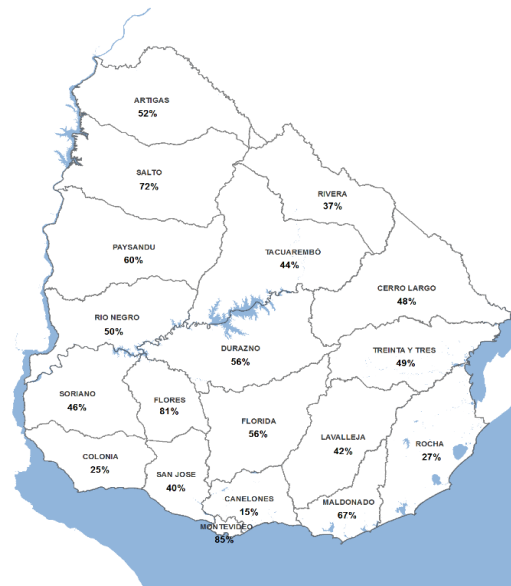 ARTIGAS
52%
SALTO
72%
RIVERA
37%
PAYSANDU
60%
TACUAREMBÓ
44%
CERRO LARGO
48%
RIO NEGRO
50%
DURAZNO
56%
TREINTA Y TRES
49%
SORIANO
46%
FLORES
81%
FLORIDA
56%
LAVALLEJA
42%
ROCHA
27%
COLONIA
25%
SAN JOSE
40%
CANELONES
15%
MALDONADO
67%
MONTEVIDEO
85%